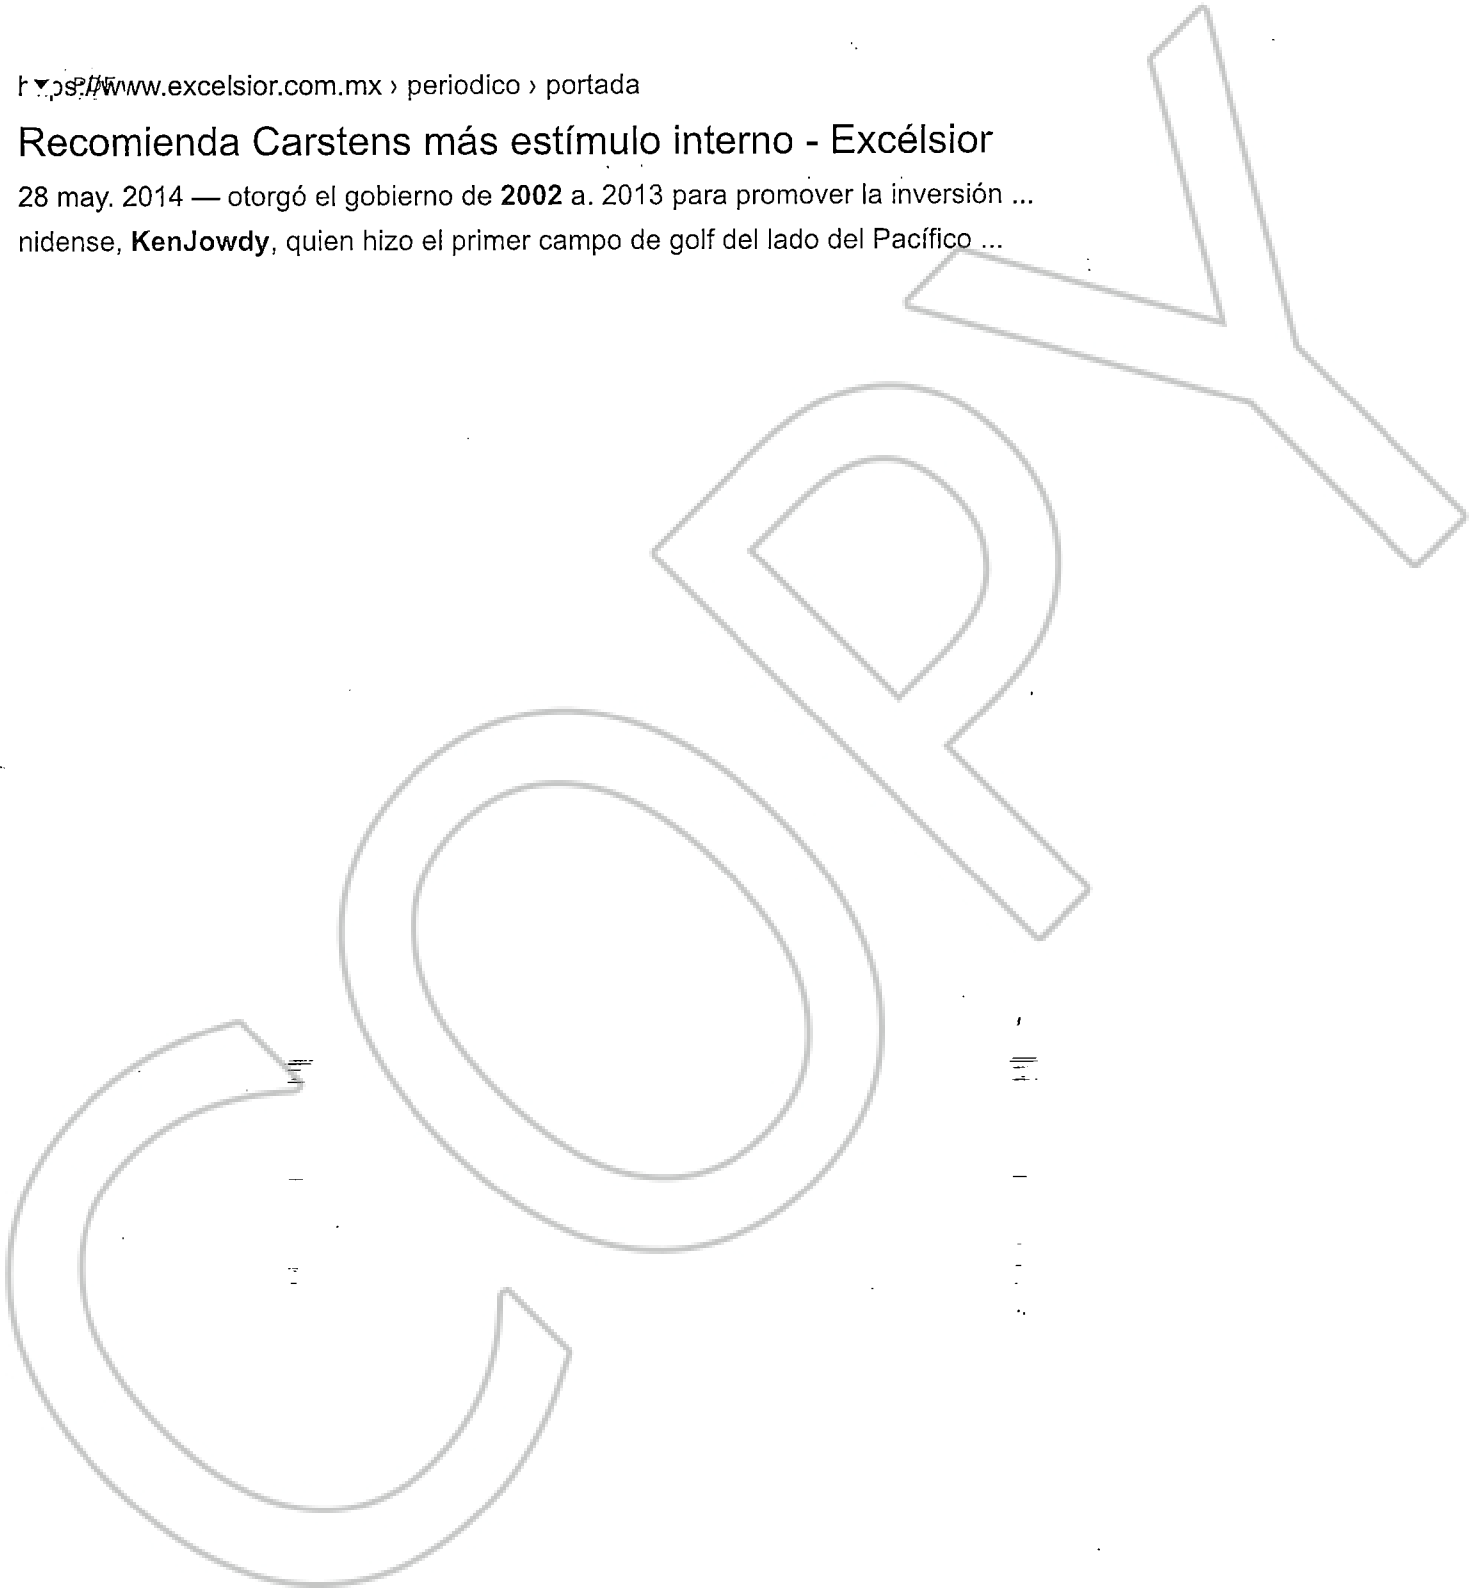 https://www.excelsior.com.mx › periodico › portada
Recomienda Carstens más estímulo interno - Excélsior
28 may. 2014 — otorgó el gobierno de 2002 a. 2013 para promover la inversión ...
nidense, KenJowdy, quien hizo el primer campo de golf del lado del Pacífico ...
COPY